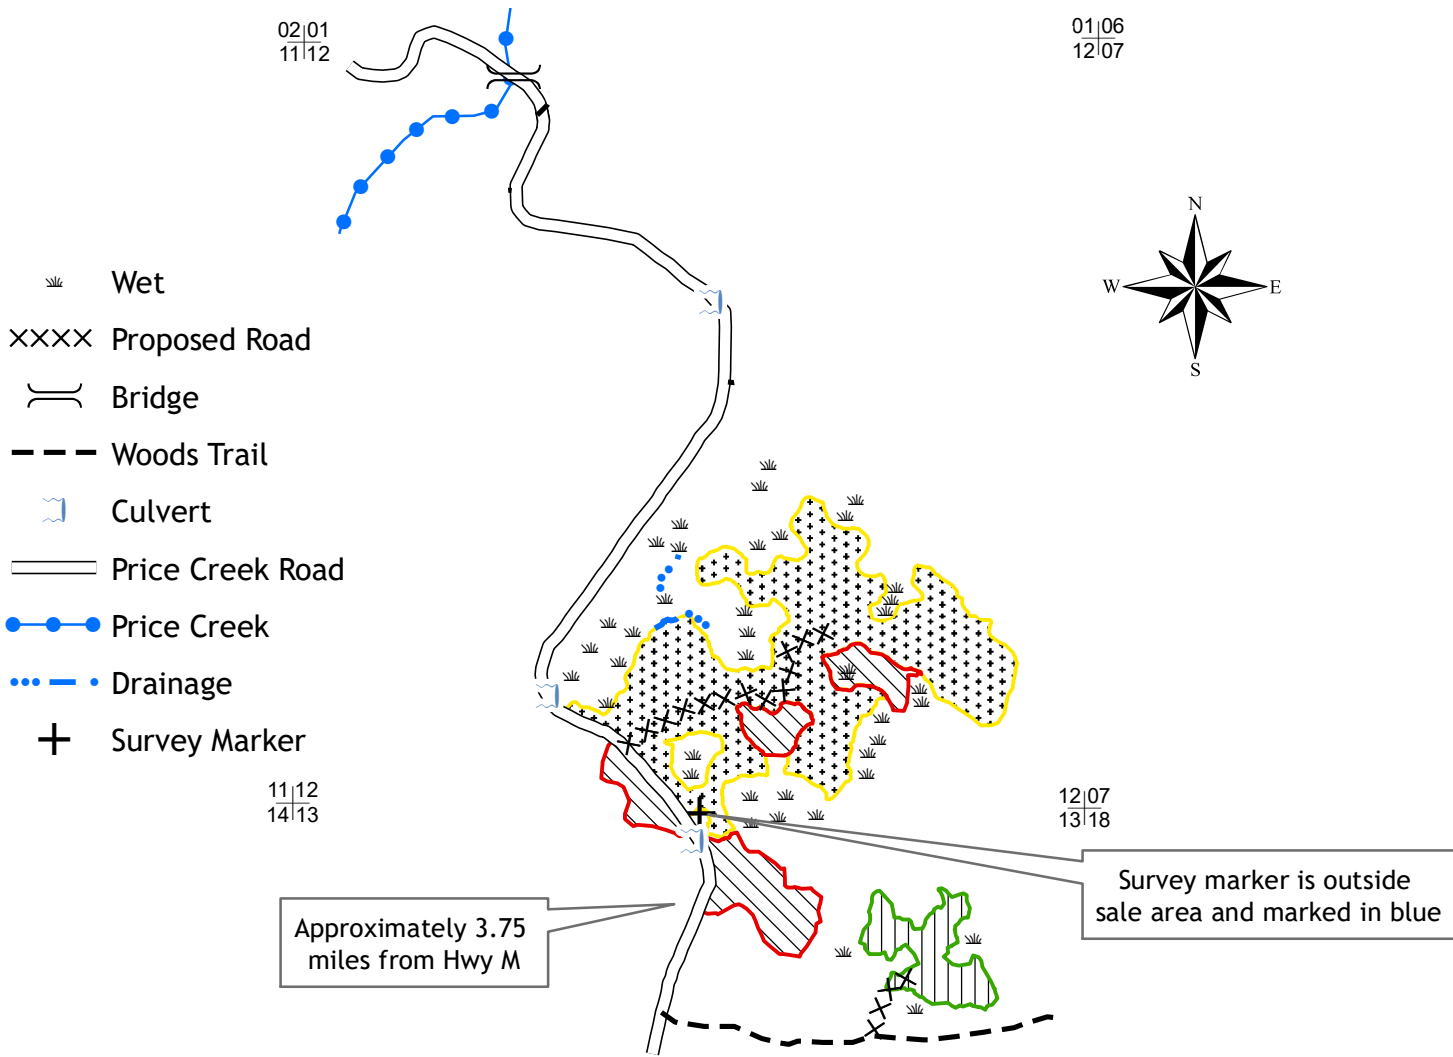 02 01
11 12
01 06
12 07
N
W E
S
Wet
Proposed Road
Bridge
Woods Trail
Culvert
Price Creek Road
Price Creek
Drainage
Survey Marker
11 12
14 13
12 07
13 18
Survey marker is outside
sale area and marked in blue
Approximately 3.75
miles from Hwy M